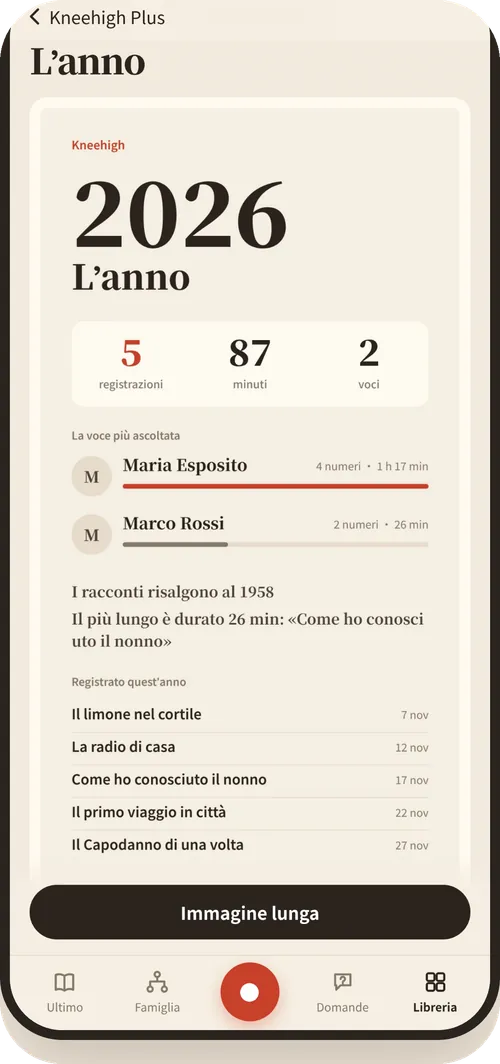 Kneehigh Plus
L’anno
Kneehigh
2026
L’anno
5 87 2
registrazioni minuti voci
La voce più ascoltata
M Maria Esposito 4 numeri • 1 h 17 min
M Marco Rossi 2 numeri • 26 min
I racconti risalgono al 1958
Il più lungo è durato 26 min: «Come ho conosci
uto il nonno»
Registrato quest'anno
Il limone nel cortile 7 nov
La radio di casa 12 nov
Come ho conosciuto il nonno 17 nov
Il primo viaggio in città 22 nov
Il Capodanno di una volta 27 nov
Immagine lunga
Ultimo Famiglia Domande Libreria